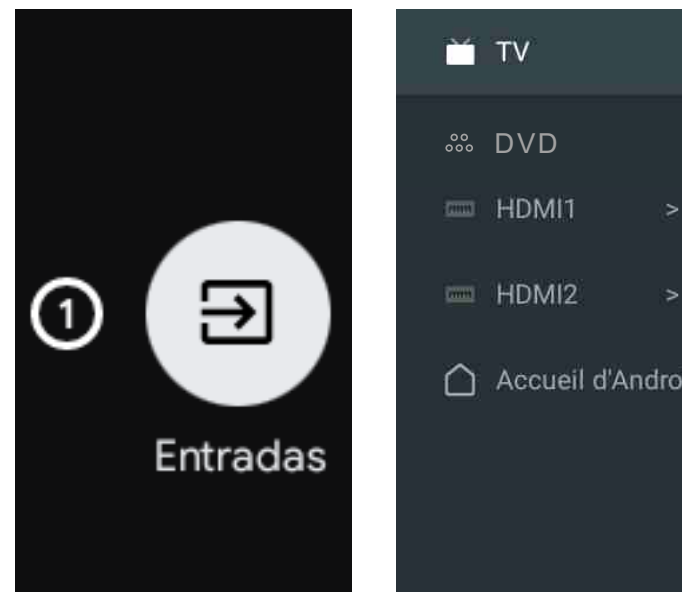 1
Entradas
TV
DVD
HDMI1 >
HDMI2 >
Accueil d'Andro